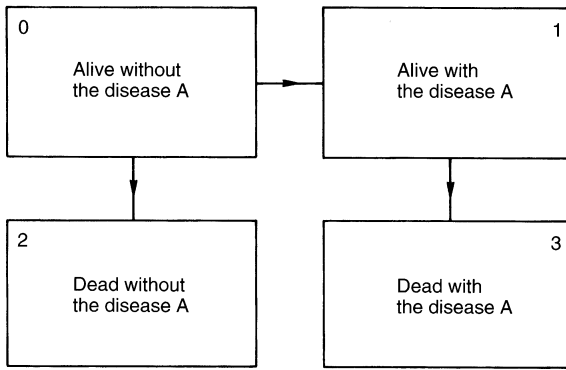 0
Alive without
the disease A
1
Alive with
the disease A
2
Dead without
the disease A
3
Dead with
the disease A